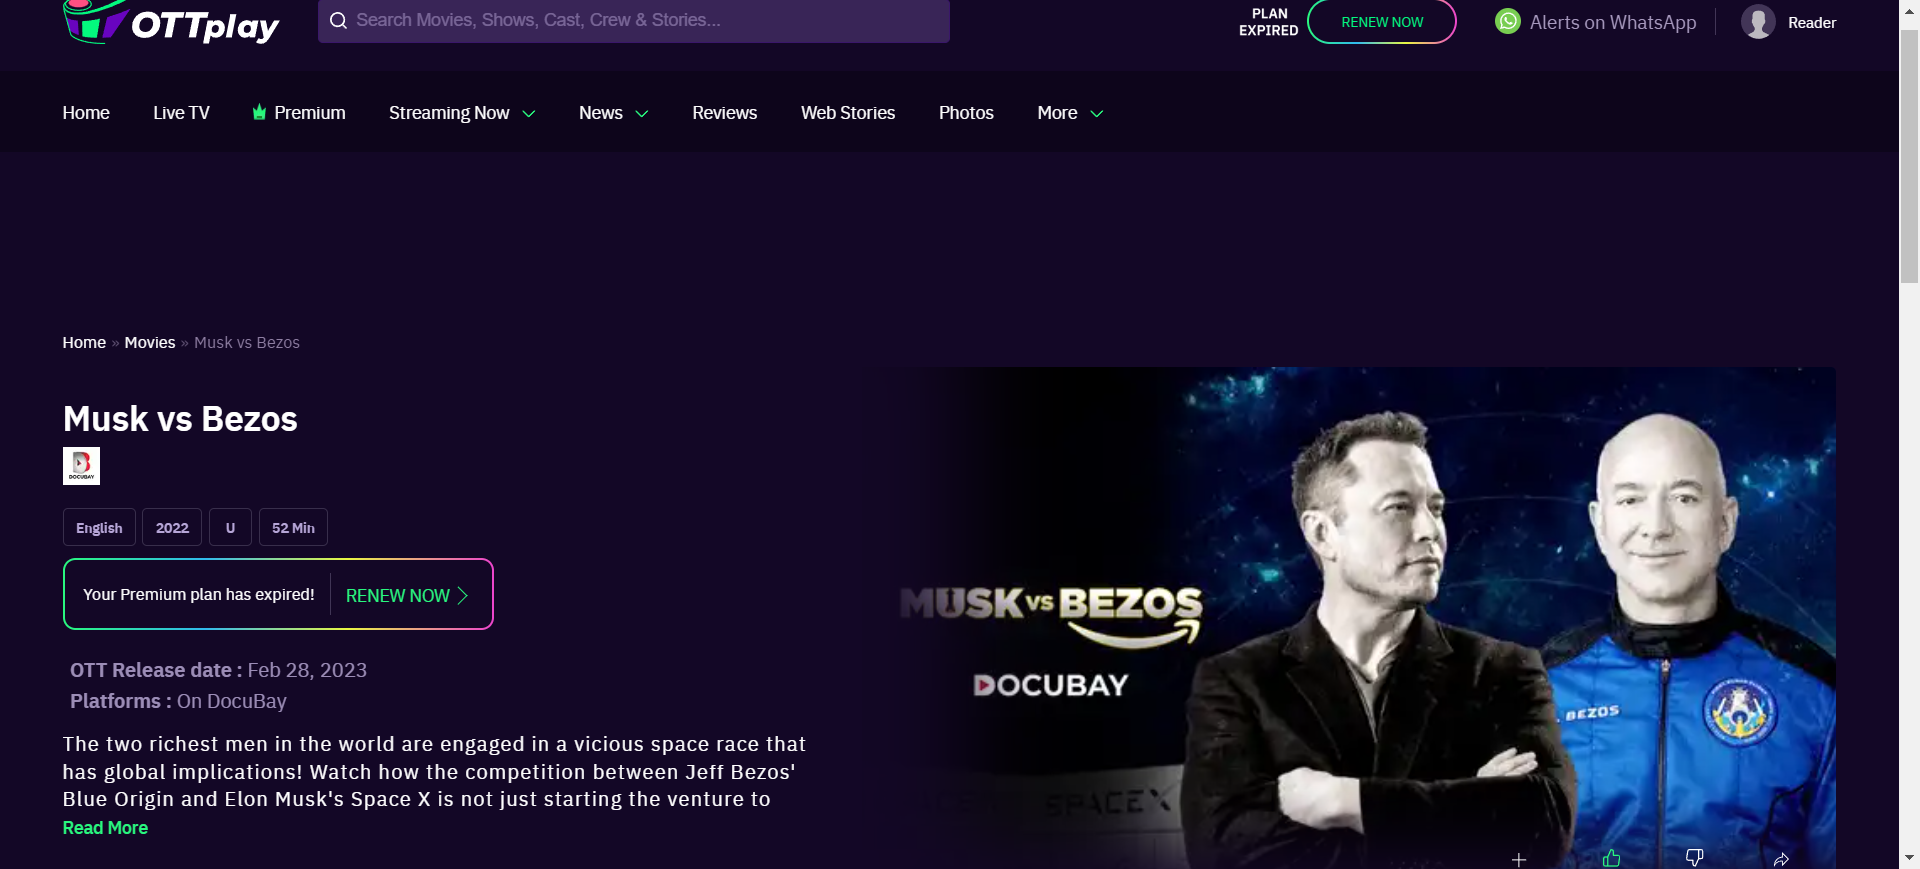 OTTplay
Search Movies, Shows, Cast, Crew & Stories...
PLAN
EXPIRED
RENEW NOW
Alerts on WhatsApp
Reader
Home
Live TV
Premium
Streaming Now
News
Reviews
Web Stories
Photos
More
Home » Movies » Musk vs Bezos
Musk vs Bezos
DOCUBAY
English
2022
U
52 Min
Your Premium plan has expired!
RENEW NOW
OTT Release date : Feb 28, 2023
Platforms : On DocuBay
The two richest men in the world are engaged in a vicious space race that
has global implications! Watch how the competition between Jeff Bezos'
Blue Origin and Elon Musk's Space X is not just starting the venture to
Read More
MUSK VS BEZOS
DOCUBAY
BEZOS
SPACEX